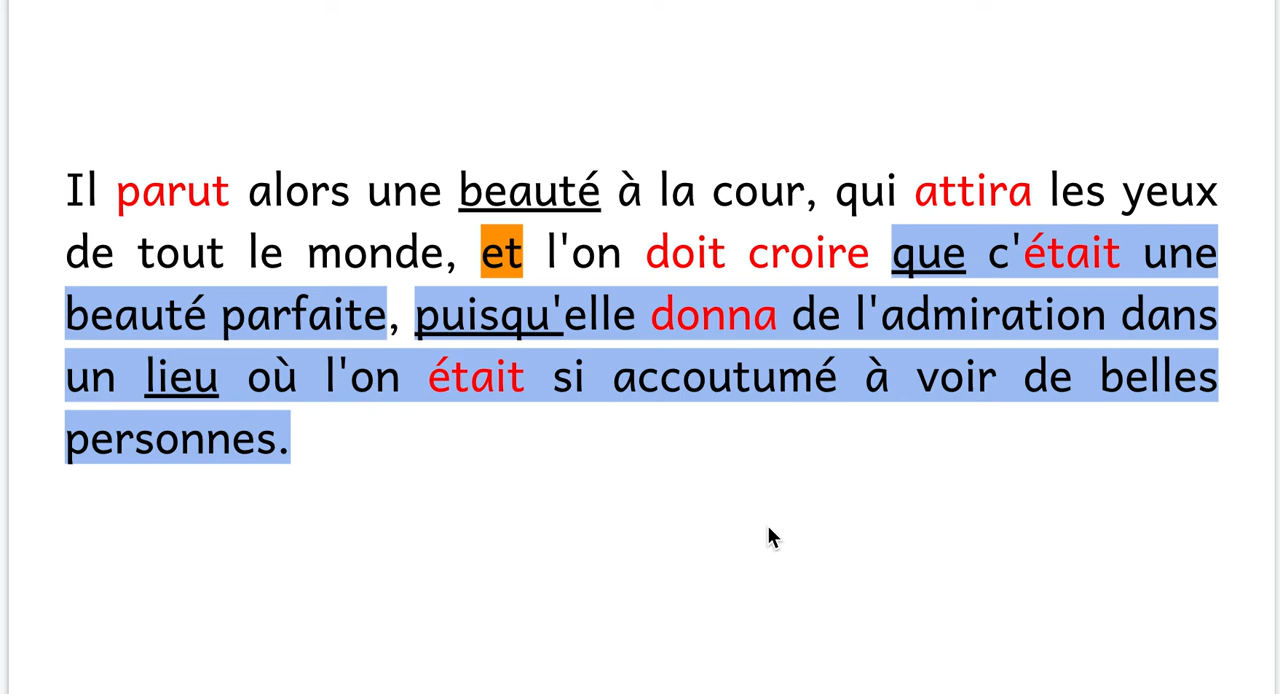 Il parut alors une beauté à la cour, qui attira les yeux
de tout le monde, et l'on doit croire que c'était une
beauté parfaite, puisqu'elle donna de l'admiration dans
un lieu où l'on était si accoutumé à voir de belles
personnes.